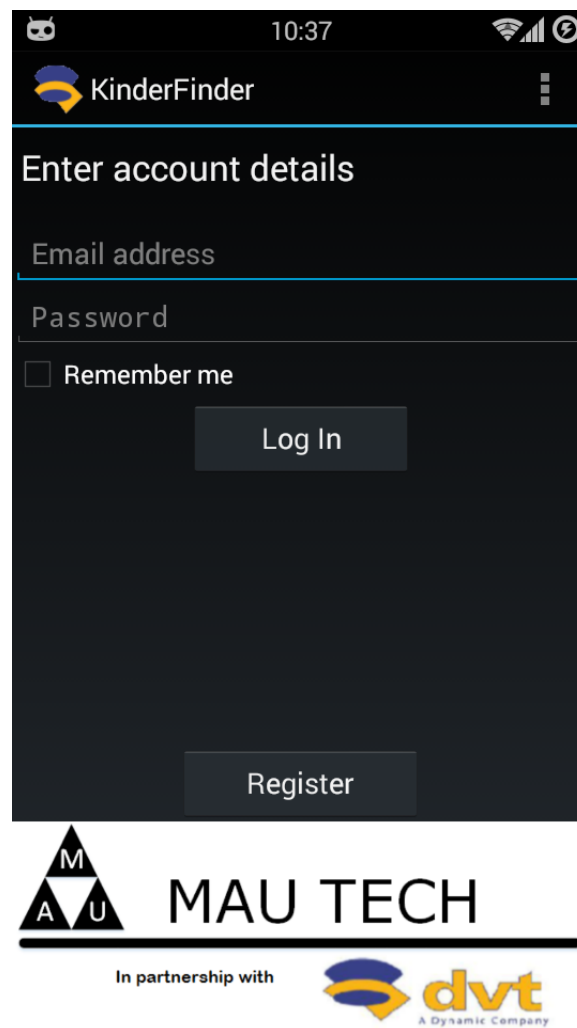 10:37
KinderFinder
Enter account details
Email address
Password
Remember me
Log In
Register
M
A U
MAU TECH
In partnership with
dvt
A Dynamic Company